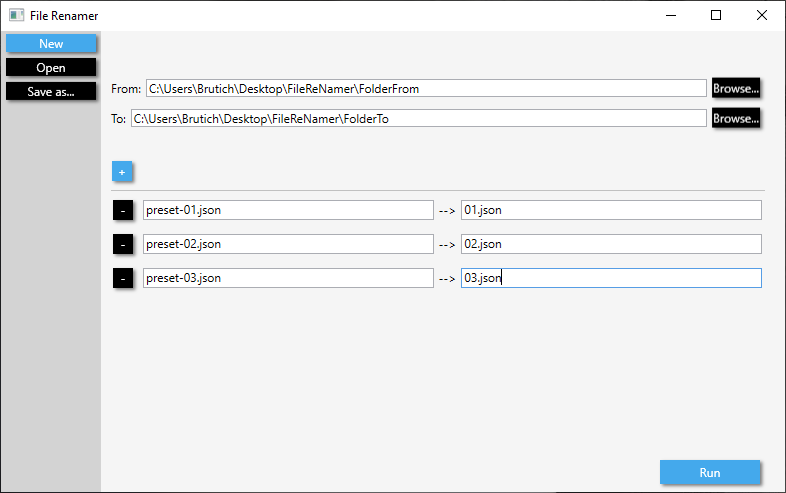 File Renamer
New
Open
Save as...
From: C:\Users\Brutich\Desktop\FileReNamer\FolderFrom Browse...
To: C:\Users\Brutich\Desktop\FileReNamer\FolderTo Browse...
+
- preset-01.json --> 01.json
- preset-02.json --> 02.json
- preset-03.json --> 03.json
Run